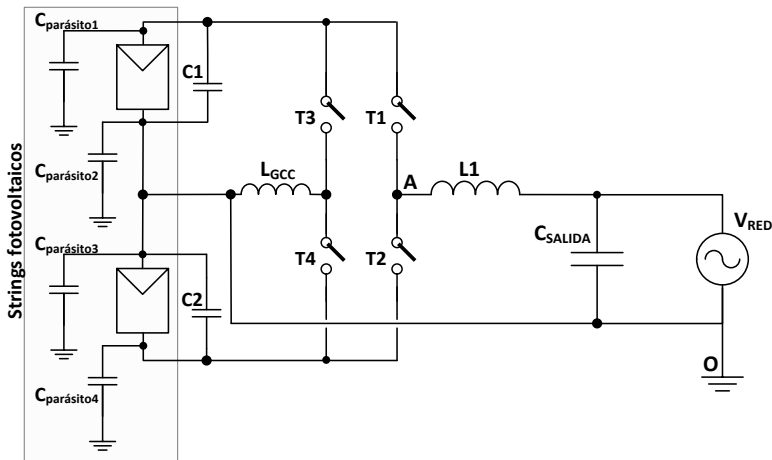 Strings fotovoltaicos
Cparásito1
C1
T3
T1
Cparásito2
LGCC
A
L1
VRED
Cparásito3
CSALIDA
T4
T2
C2
O
Cparásito4